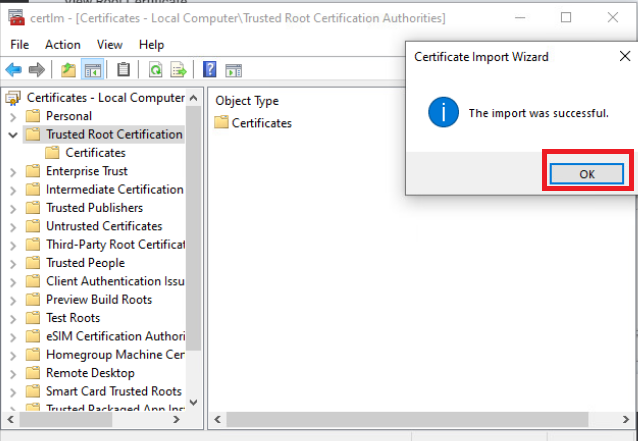 View Root Certificate
certlm - [Certificates - Local Computer\Trusted Root Certification Authorities]
File Action View Help
Certificates - Local Computer
Personal
Trusted Root Certification
Certificates
Enterprise Trust
Intermediate Certification
Trusted Publishers
Untrusted Certificates
Third-Party Root Certificat
Trusted People
Client Authentication Issu
Preview Build Roots
Test Roots
eSIM Certification Authori
Homegroup Machine Cer
Remote Desktop
Smart Card Trusted Roots
Trusted Packaged App Ins
Object Type
Certificates
Certificate Import Wizard
The import was successful.
OK